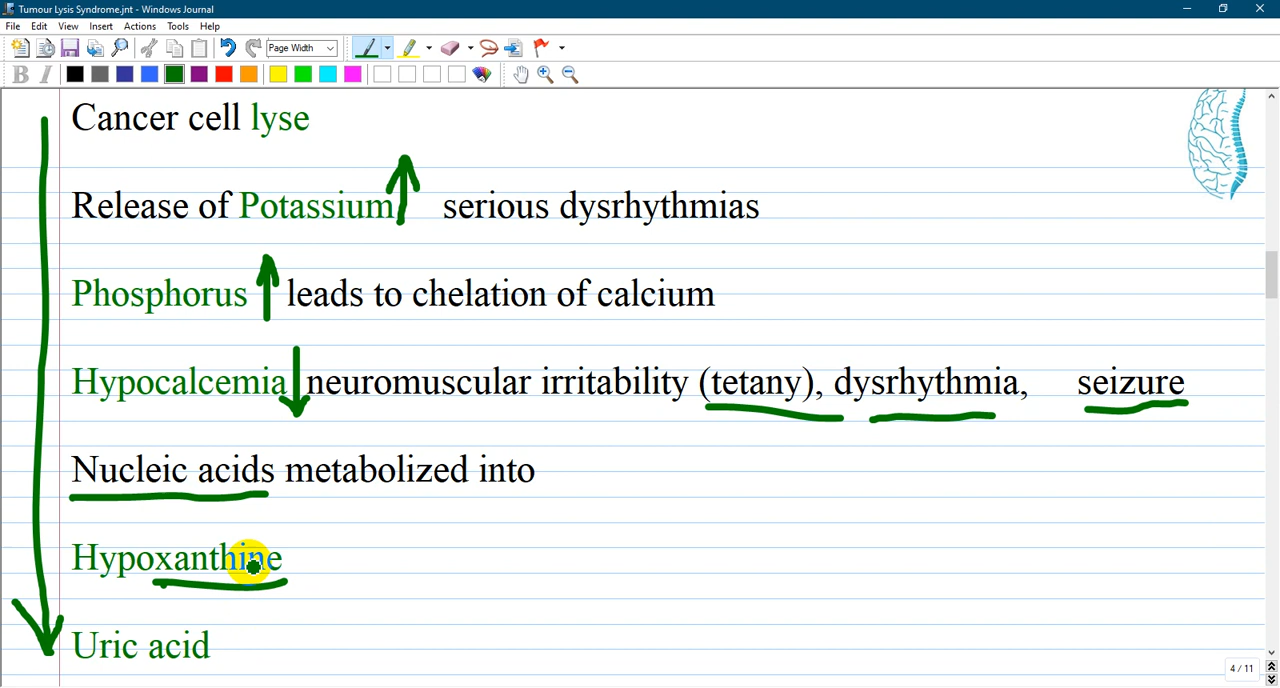 Tumour Lysis Syndrome.jnt - Windows Journal
File Edit View Insert Actions Tools Help
Page Width
B I
Cancer cell lyse
Release of Potassium serious dysrhythmias
Phosphorus leads to chelation of calcium
Hypocalcemia neuromuscular irritability (tetany), dysrhythmia, seizure
Nucleic acids metabolized into
Hypoxanthine
Uric acid
4 / 11